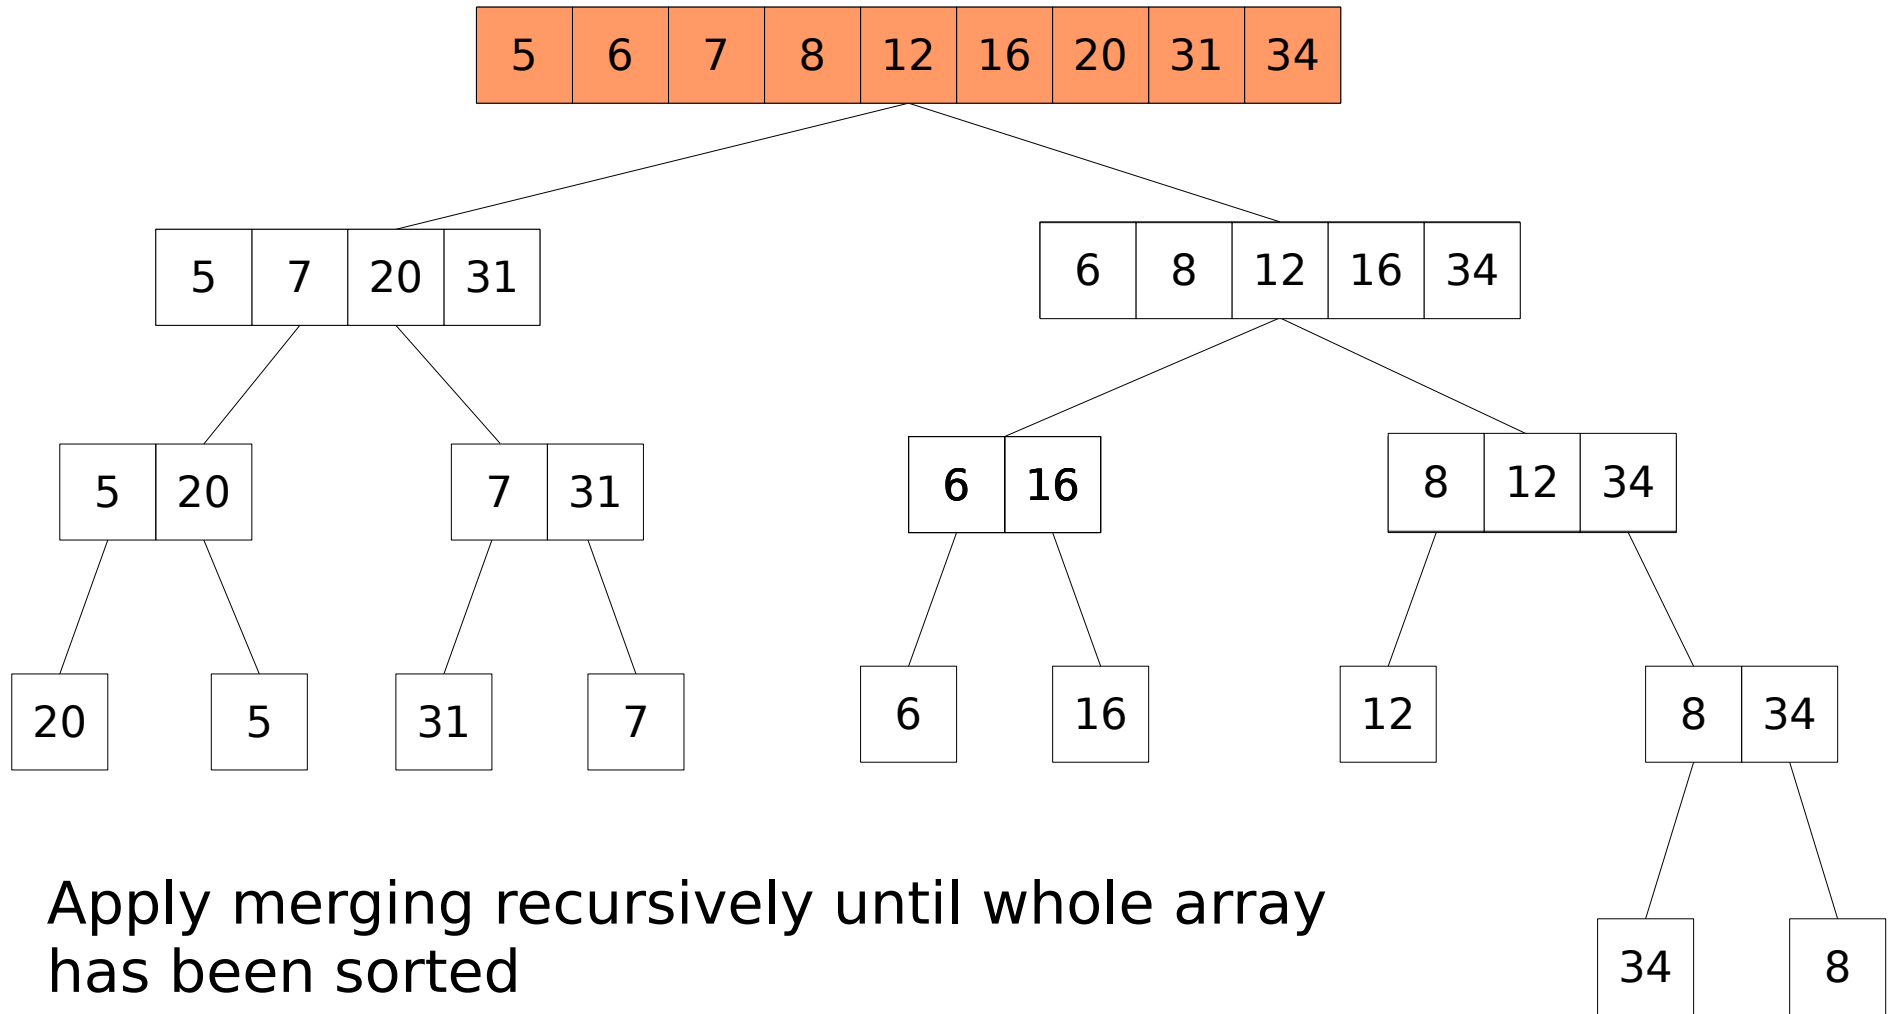 5 6 7 8 12 16 20 31 34
5 7 20 31
6 8 12 16 34
5 20
7 31
6 16
8 12 34
20
5
31
7
6
16
12
8 34
34
8
Apply merging recursively until whole array
has been sorted